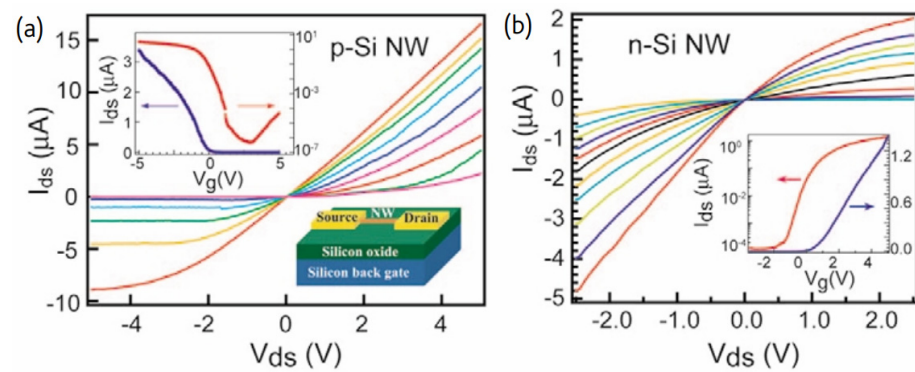 (a)
p-Si NW
Ids (μA)
15
10
5
0
-5
-10
-4
-2
0
2
4
Vds (V)
Ids (μA)
3
2
1
0
10¹
10⁻³
10⁻⁷
-5
0
5
Vg(V)
Source
NW
Drain
Silicon oxide
Silicon back gate
(b)
n-Si NW
Ids (μA)
2
1
0
-1
-2
-3
-4
-5
-2.0
-1.0
0.0
1.0
2.0
Vds (V)
Ids (μA)
10⁰
10⁻²
10⁻⁴
1.2
0.6
0.0
-2
0
2
4
Vg(V)